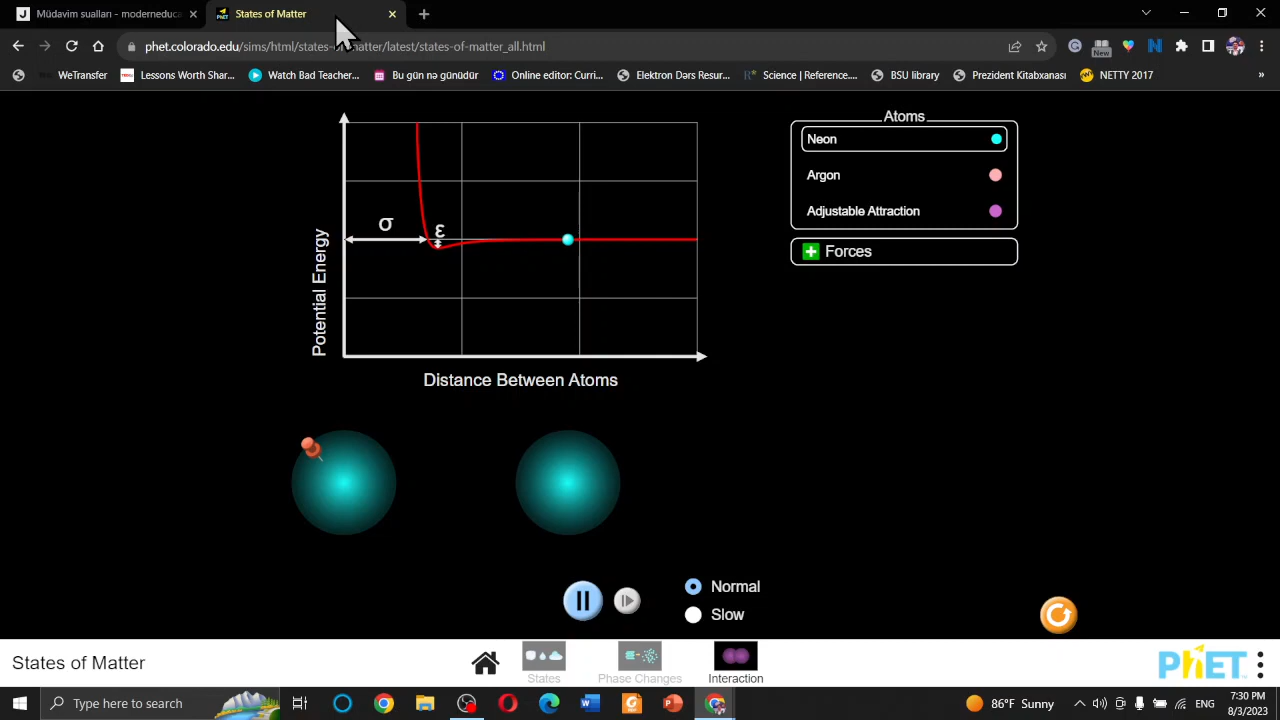 Müdavim sualları - moderneduca
States of Matter
phet.colorado.edu/sims/html/states-of-matter/latest/states-of-matter_all.html
New
WeTransfer
Lessons Worth Shar...
Watch Bad Teacher...
Bu gün nə günüdür
Online editor: Curri...
Elektron Dərs Resur...
Science | Reference....
BSU library
Prezident Kitabxanası
NETTY 2017
»
Atoms
Neon
Argon
Adjustable Attraction
Forces
σ
ε
Potential Energy
Distance Between Atoms
Normal
Slow
States of Matter
States
Phase Changes
Interaction
PhET
Type here to search
86°F Sunny
ENG
7:30 PM
8/3/2023